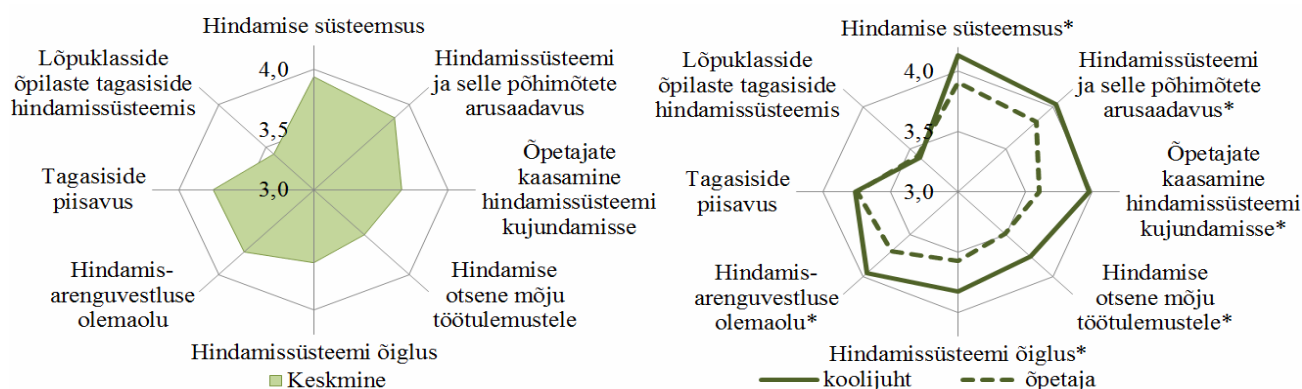 Hindamise süsteemsus
Hindamissüsteemi
ja selle põhimõtete
arusaadavus
Õpetajate
kaasamine
hindamissüsteemi
kujundamisse
Hindamise
otsene mõju
töötulemustele
Hindamissüsteemi õiglus
Hindamis-
arenguvestluse
olemaolu
Tagasiside
piisavus
Lõpuklasside
õpilaste tagasiside
hindamissüsteemis
4,0
3,5
3,0
Keskmine
Hindamise süsteemsus*
Hindamissüsteemi
ja selle põhimõtete
arusaadavus*
Õpetajate
kaasamine
hindamissüsteemi
kujundamisse*
Hindamise
otsene mõju
töötulemustele*
Hindamissüsteemi õiglus*
Hindamis-
arenguvestluse
olemaolu*
Tagasiside
piisavus
Lõpuklasside
õpilaste tagasiside
hindamissüsteemis
4,0
3,5
3,0
koolijuht
õpetaja